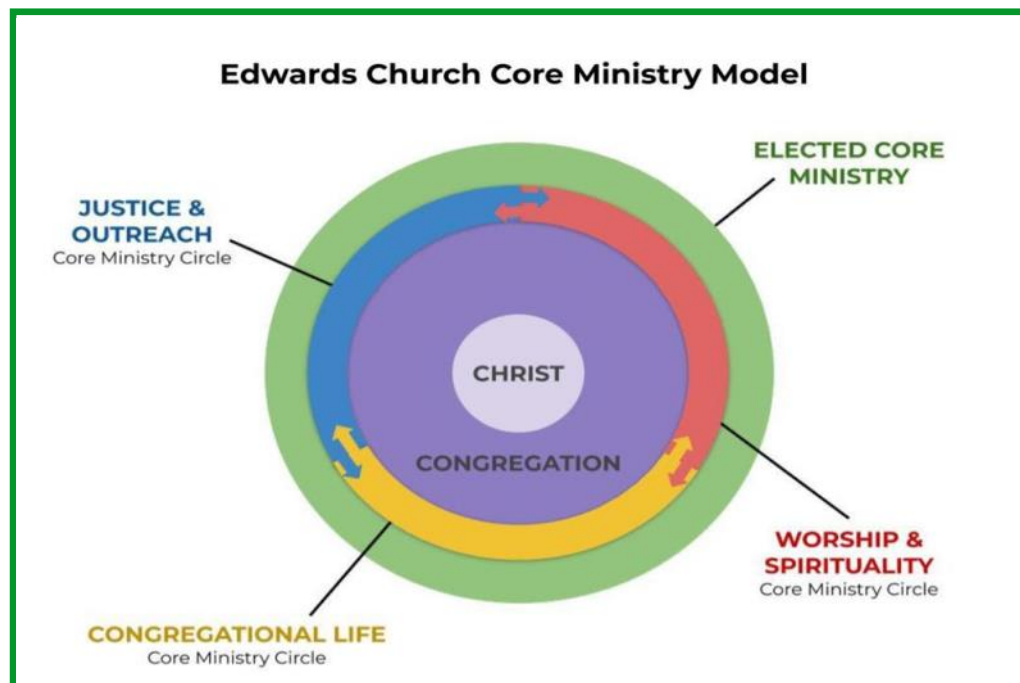 Edwards Church Core Ministry Model
ELECTED CORE
MINISTRY
JUSTICE &
OUTREACH
Core Ministry Circle
CHRIST
CONGREGATION
WORSHIP &
SPIRITUALITY
Core Ministry Circle
CONGREGATIONAL LIFE
Core Ministry Circle